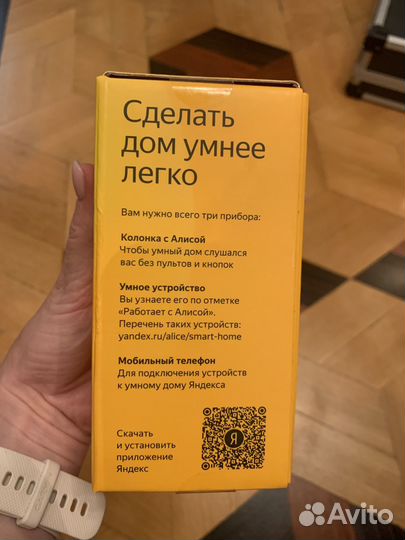 Сделать
дом умнее
легко
Вам нужно всего три прибора:
Колонка с Алисой
Чтобы умный дом слушался
вас без пультов и кнопок
Умное устройство
Вы узнаете его по отметке
«Работает с Алисой».
Перечень таких устройств:
yandex.ru/alice/smart-home
Мобильный телефон
Для подключения устройств
к умному дому Яндекса
Скачать
и установить
приложение
Яндекс
Я
Avito